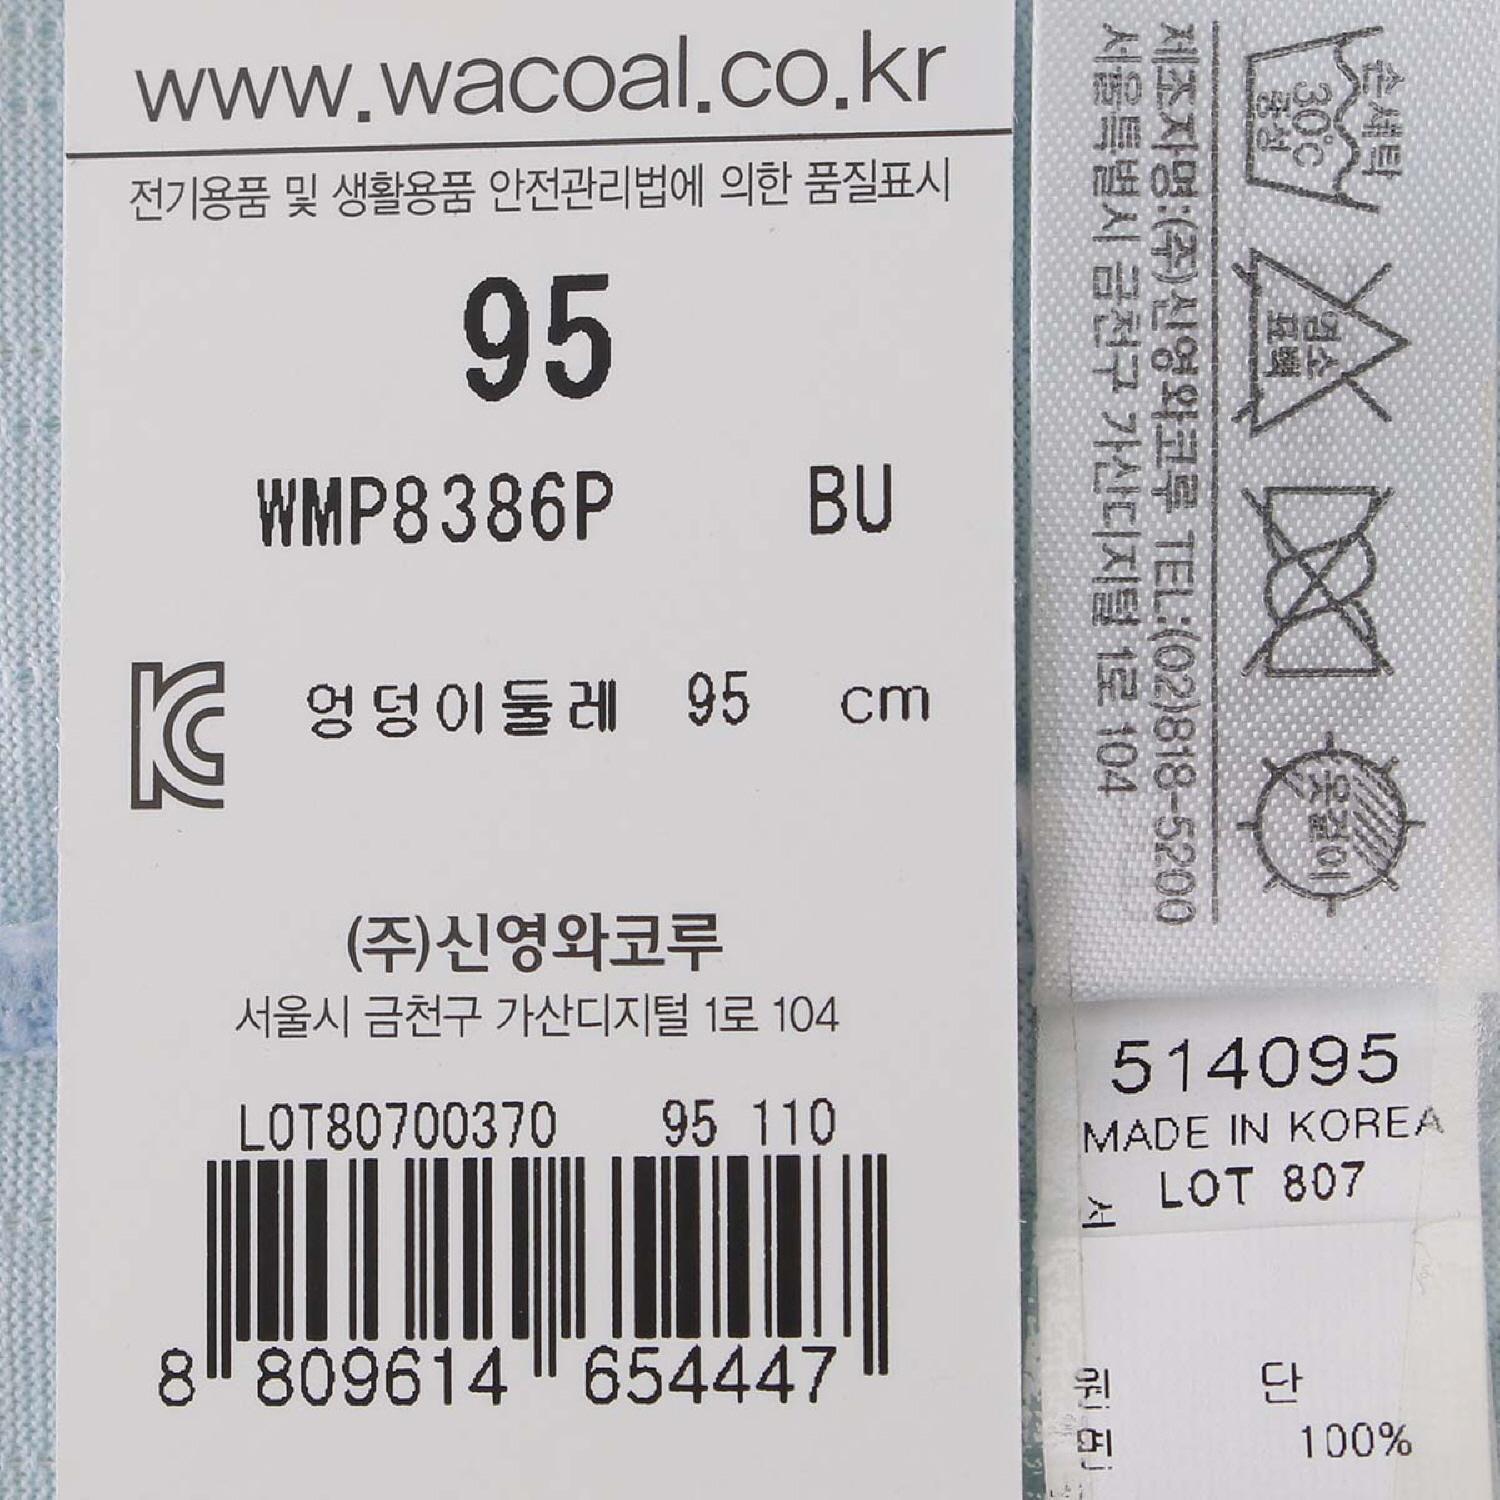 www.wacoal.co.kr
전기용품 및 생활용품 안전관리법에 의한 품질표시
95
WMP8386P BU
KC 엉덩이둘레 95 cm
(주)신영와코루
서울시 금천구 가산디지털 1로 104
LOT80700370 95 110
8 809614 654447
손세탁
30℃
중성
염소
표백
옷걸이
제조자명:(주)신영와코루 TEL:(02)818-5200
서울특별시 금천구 가산디지털 1로 104
514095
MADE IN KOREA
LOT 807
서
원 단
면 100%